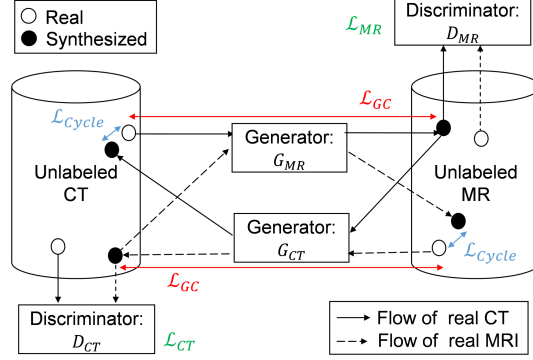 Real
Synthesized
Discriminator:
D_MR
ℒ_MR
ℒ_GC
ℒ_Cycle
Generator:
G_MR
Unlabeled
CT
Unlabeled
MR
Generator:
G_CT
ℒ_Cycle
ℒ_GC
Discriminator:
D_CT
ℒ_CT
Flow of real CT
Flow of real MRI